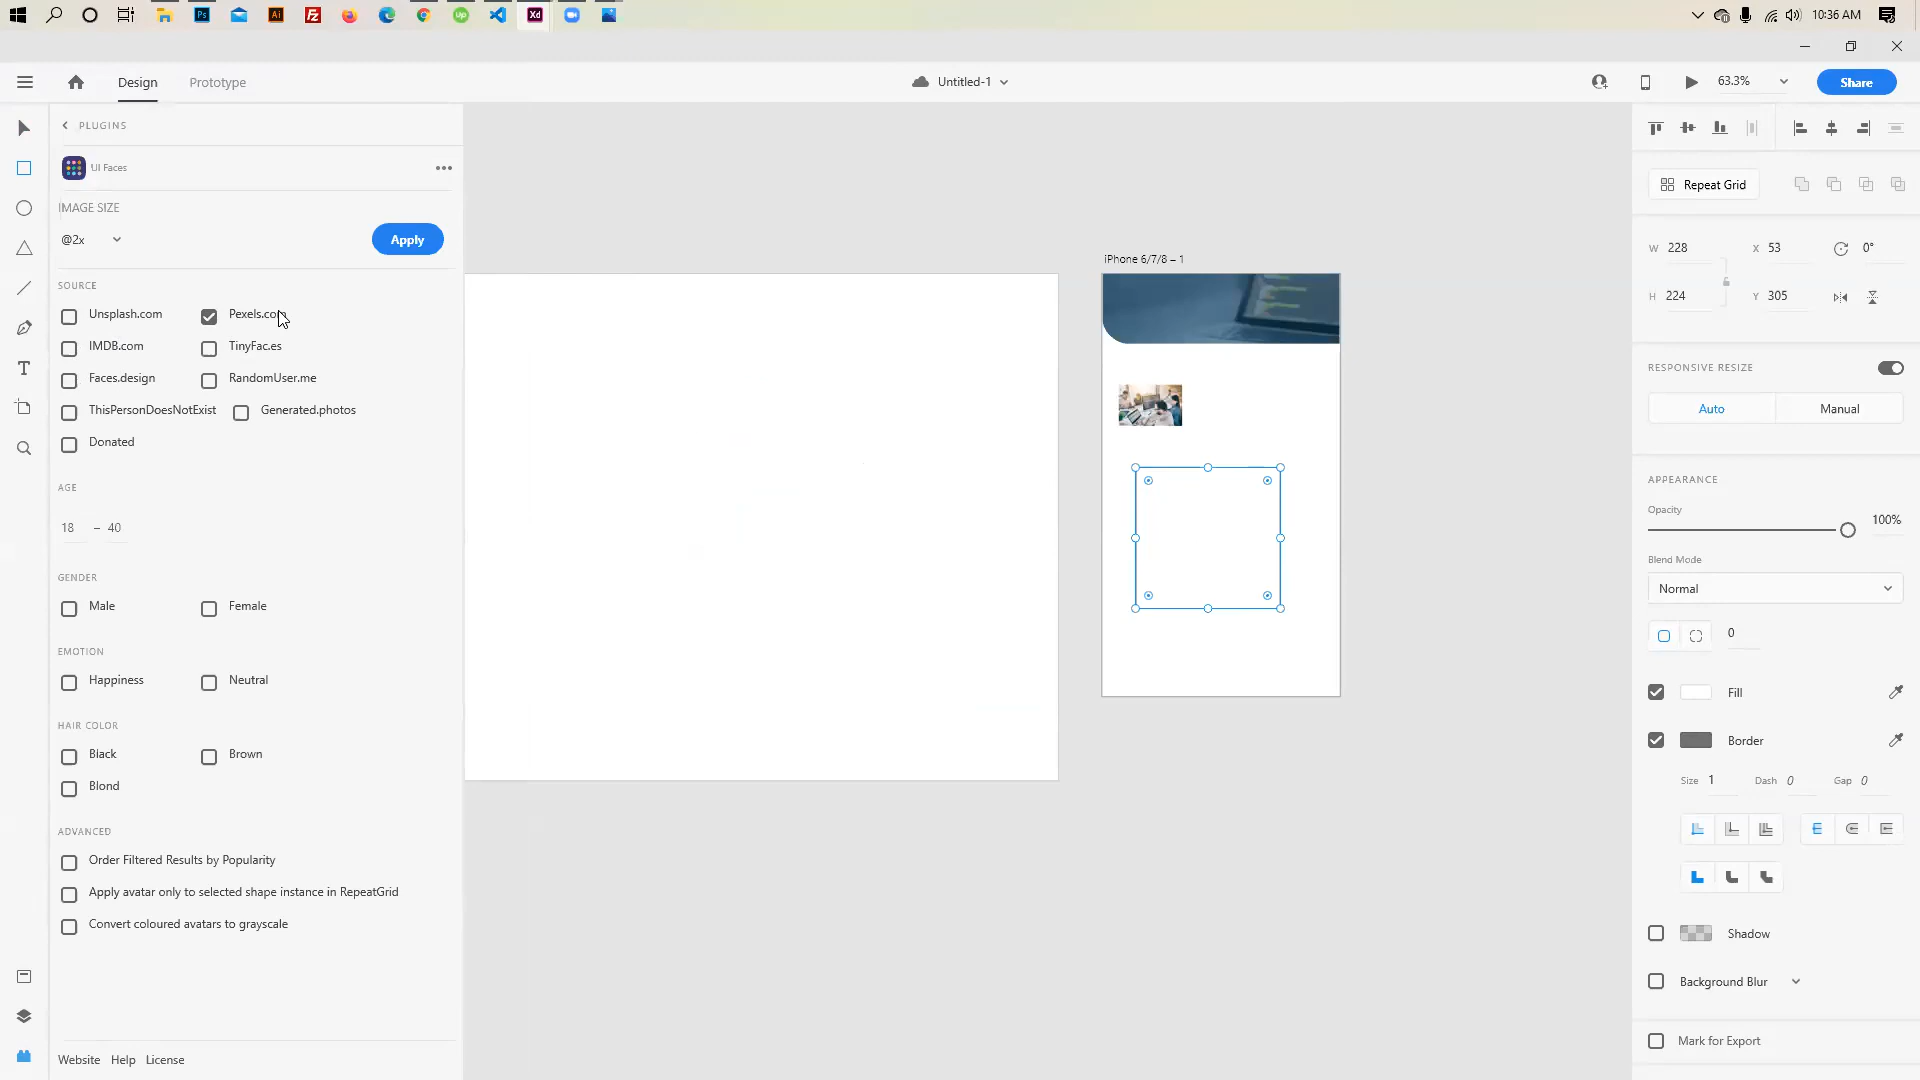 10:36 AM
Design
Prototype
Untitled-1
63.3%
Share
PLUGINS
UI Faces
IMAGE SIZE
@2x
Apply
SOURCE
Unsplash.com
Pexels.com
IMDB.com
TinyFac.es
Faces.design
RandomUser.me
ThisPersonDoesNotExist
Generated.photos
Donated
AGE
18 – 40
GENDER
Male
Female
EMOTION
Happiness
Neutral
HAIR COLOR
Black
Brown
Blond
ADVANCED
Order Filtered Results by Popularity
Apply avatar only to selected shape instance in RepeatGrid
Convert coloured avatars to grayscale
Website Help License
iPhone 6/7/8 – 1
Repeat Grid
W 228 X 53 0°
H 224 Y 305
RESPONSIVE RESIZE
Auto
Manual
APPEARANCE
Opacity
100%
Blend Mode
Normal
0
Fill
Border
Size 1 Dash 0 Gap 0
Shadow
Background Blur
Mark for Export
Ps
Ai
Fz
Up
Xd
T